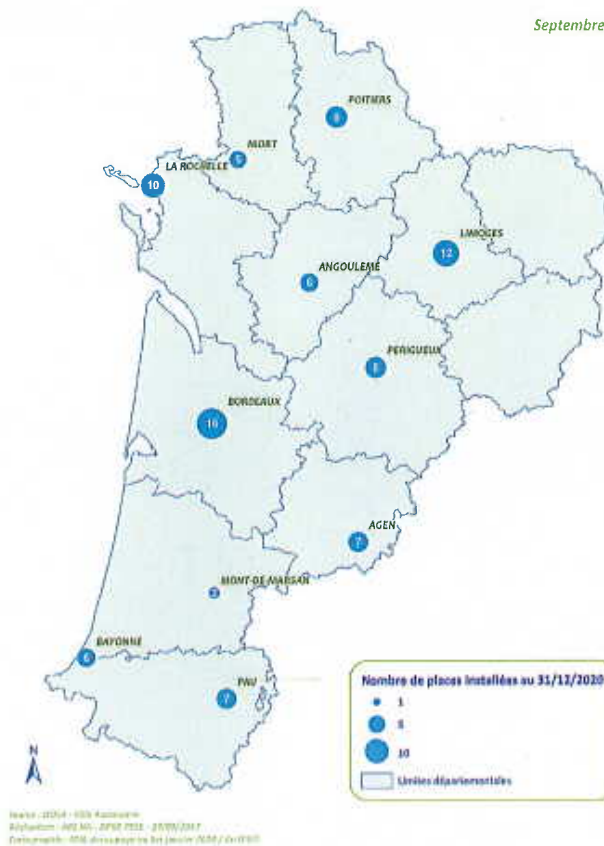 Septembre
POITIERS
8
NIORT
5
LA ROCHELLE
10
LIMOGES
12
ANGOULEME
6
PERIGUEUX
8
BORDEAUX
16
AGEN
7
MONT-DE-MARSAN
2
BAYONNE
6
PAU
7
Nombre de places installées au 31/12/2020
1
5
10
Limites départementales
N